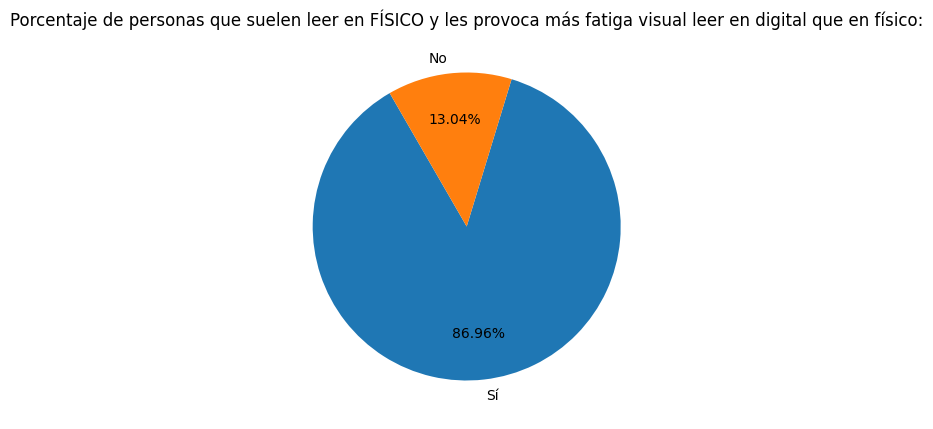 Porcentaje de personas que suelen leer en FÍSICO y les provoca más fatiga visual leer en digital que en físico:
No
13.04%
86.96%
Sí